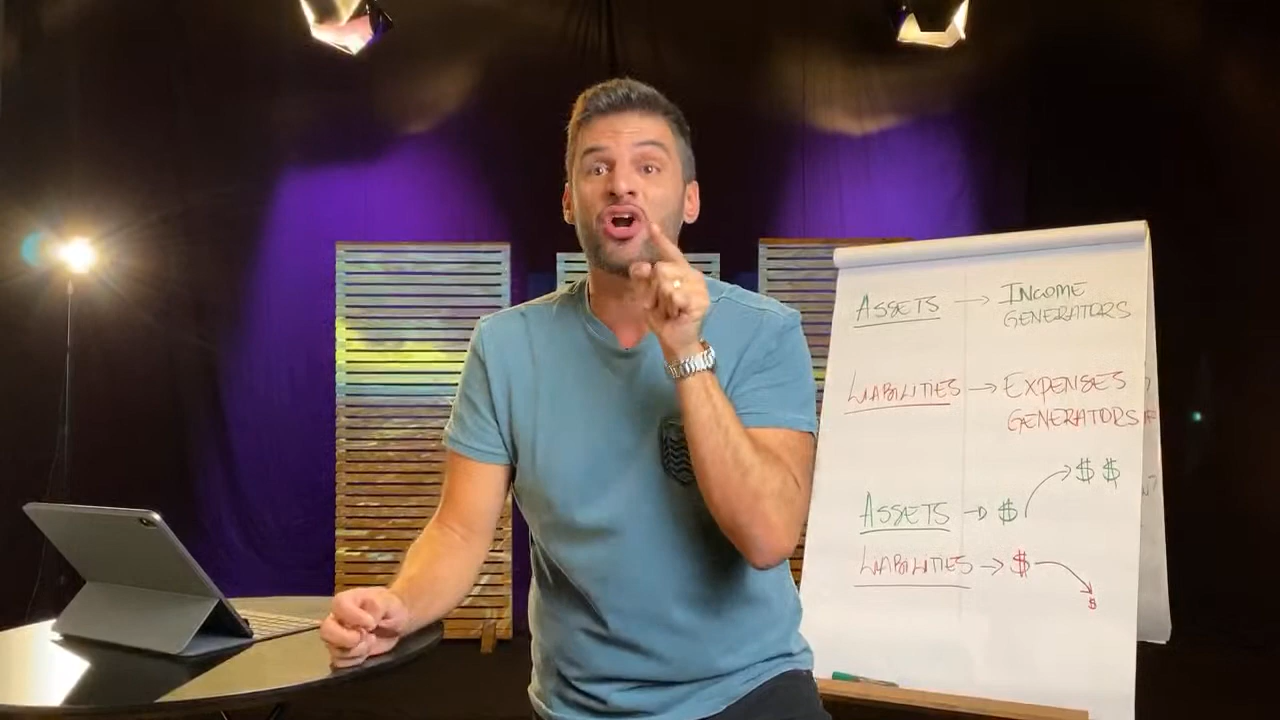 ASSETS → INCOME
GENERATORS
LIABILITIES → EXPENSES
GENERATORS
$ $
ASSETS → $
LIABILITIES → $
$